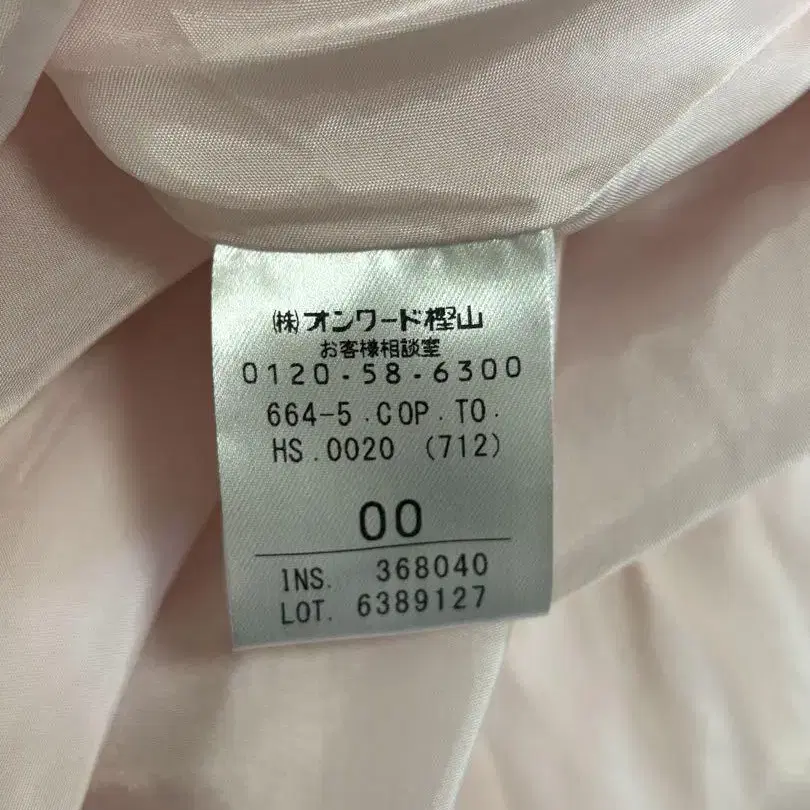 (株)オンワード樫山
お客様相談室
0120-58-6300
664-5.COP.TO.
HS.0020 (712)
00
INS. 368040
LOT. 6389127